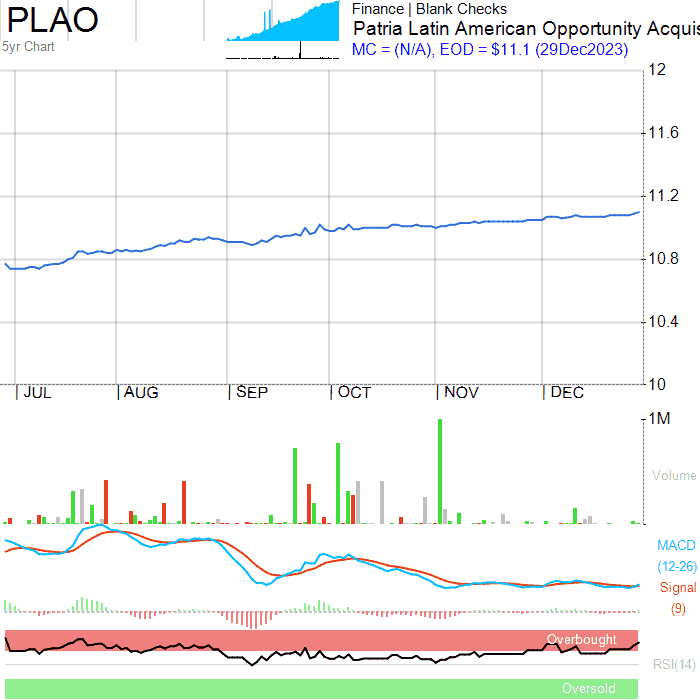 PLAO
Finance | Blank Checks
Patria Latin American Opportunity Acquis
5yr Chart
MC = (N/A), EOD = $11.1 (29Dec2023)
12
11.6
11.2
10.8
10.4
10
| JUL | AUG | SEP | OCT | NOV | DEC
1M
Volume
MACD
(12-26)
Signal
(9)
Overbought
RSI(14)
Oversold